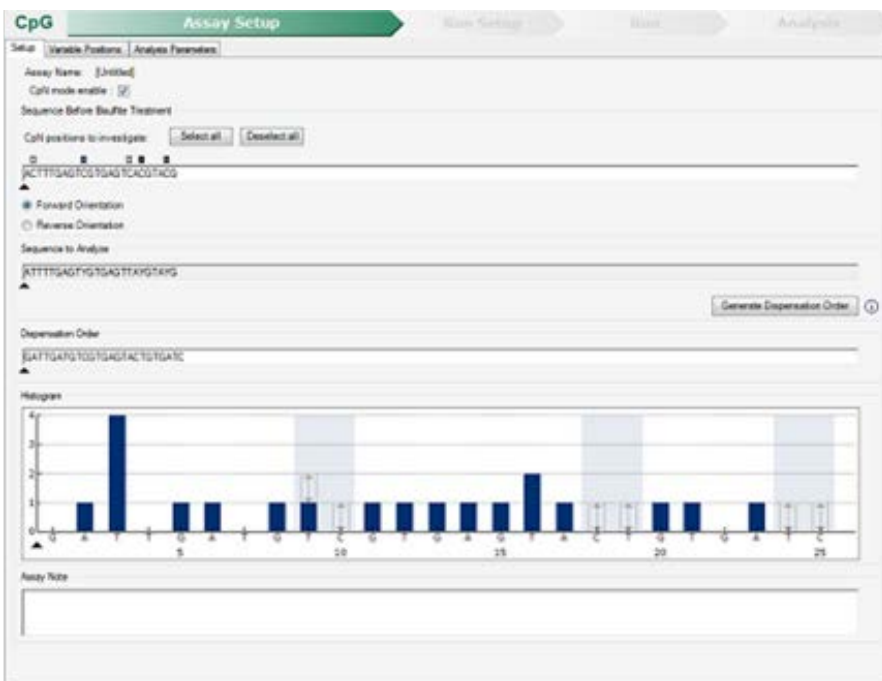 CpG Assay Setup Run Setup Run Analysis
Setup Variable Positions Analysis Parameters
Assay Name: [Untitled]
CpN mode enable :
Sequence Before Bisulfite Treatment
CpN positions to investigate: Select all Deselect all
ACTTTGAGTCGTGAGTCACGTACG
Forward Orientation
Reverse Orientation
Sequence to Analyze
ATTTTGAGTYGTGAGTTAYGTAYG
Generate Dispensation Order i
Dispensation Order
GATTGATGTCGTGAGTACTGTGATC
Histogram
4
3
2
1
0
G A T T G A T G T C G T G A G T A C T G T G A T C
5 10 15 20 25
Assay Note